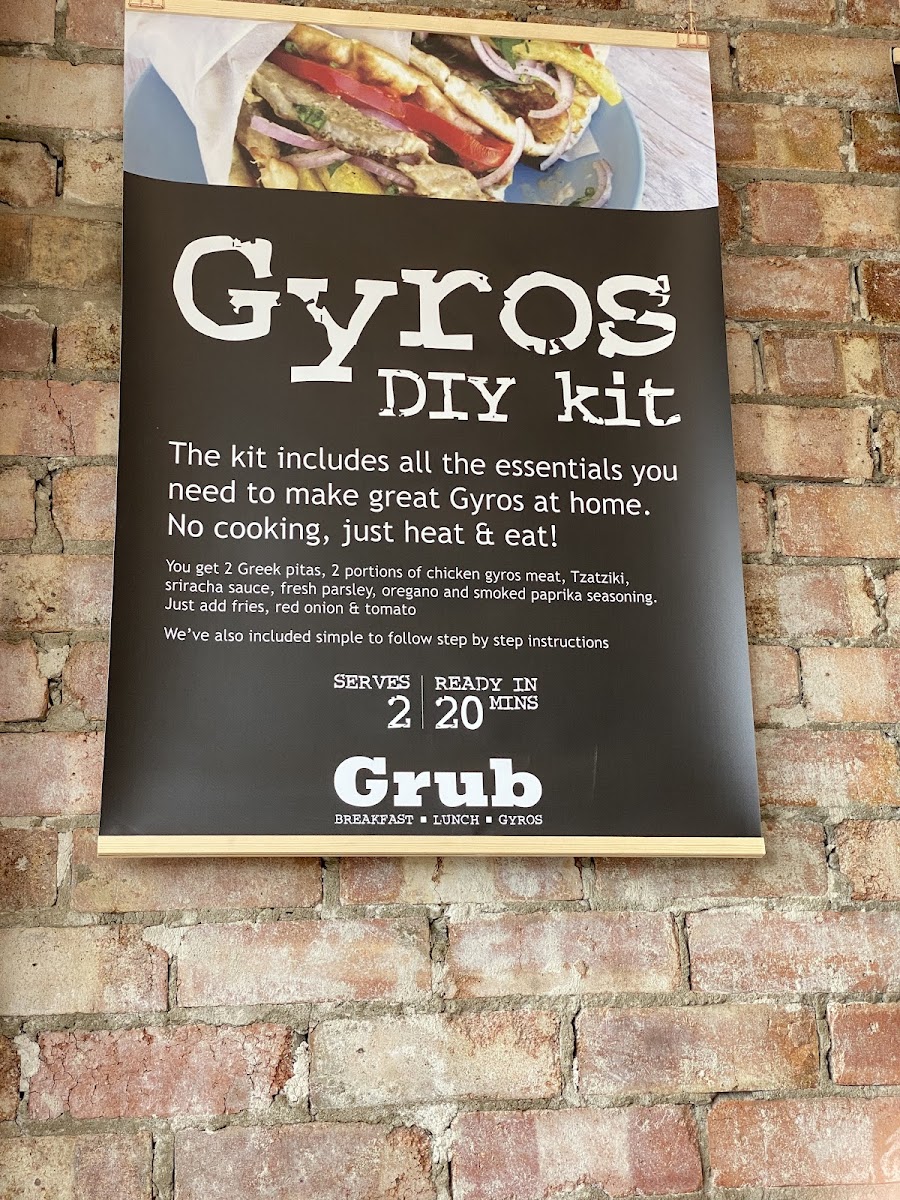 Gyros
DIY kit
The kit includes all the essentials you
need to make great Gyros at home.
No cooking, just heat & eat!
You get 2 Greek pitas, 2 portions of chicken gyros meat, Tzatziki,
sriracha sauce, fresh parsley, oregano and smoked paprika seasoning.
Just add fries, red onion & tomato
We've also included simple to follow step by step instructions
SERVES
2
READY IN
20 MINS
Grub
BREAKFAST ▪ LUNCH ▪ GYROS